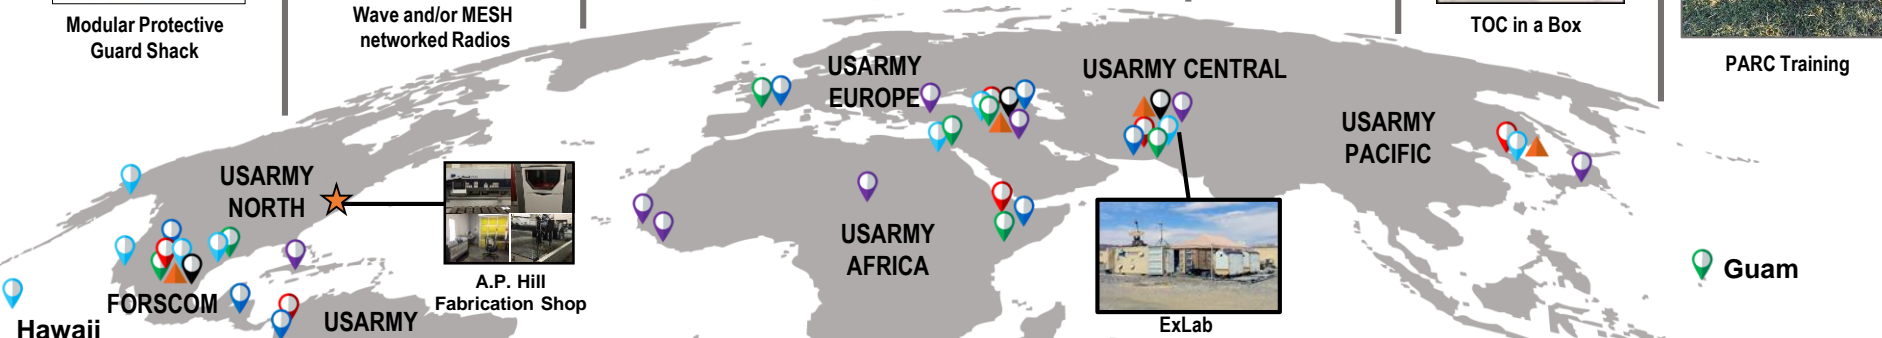 Modular Protective
Guard Shack
Wave and/or MESH
networked Radios
TOC in a Box
PARC Training
USARMY
EUROPE
USARMY CENTRAL
USARMY
PACIFIC
USARMY
NORTH
USARMY
AFRICA
A.P. Hill
Fabrication Shop
FORSCOM
USARMY
Hawaii
ExLab
Guam